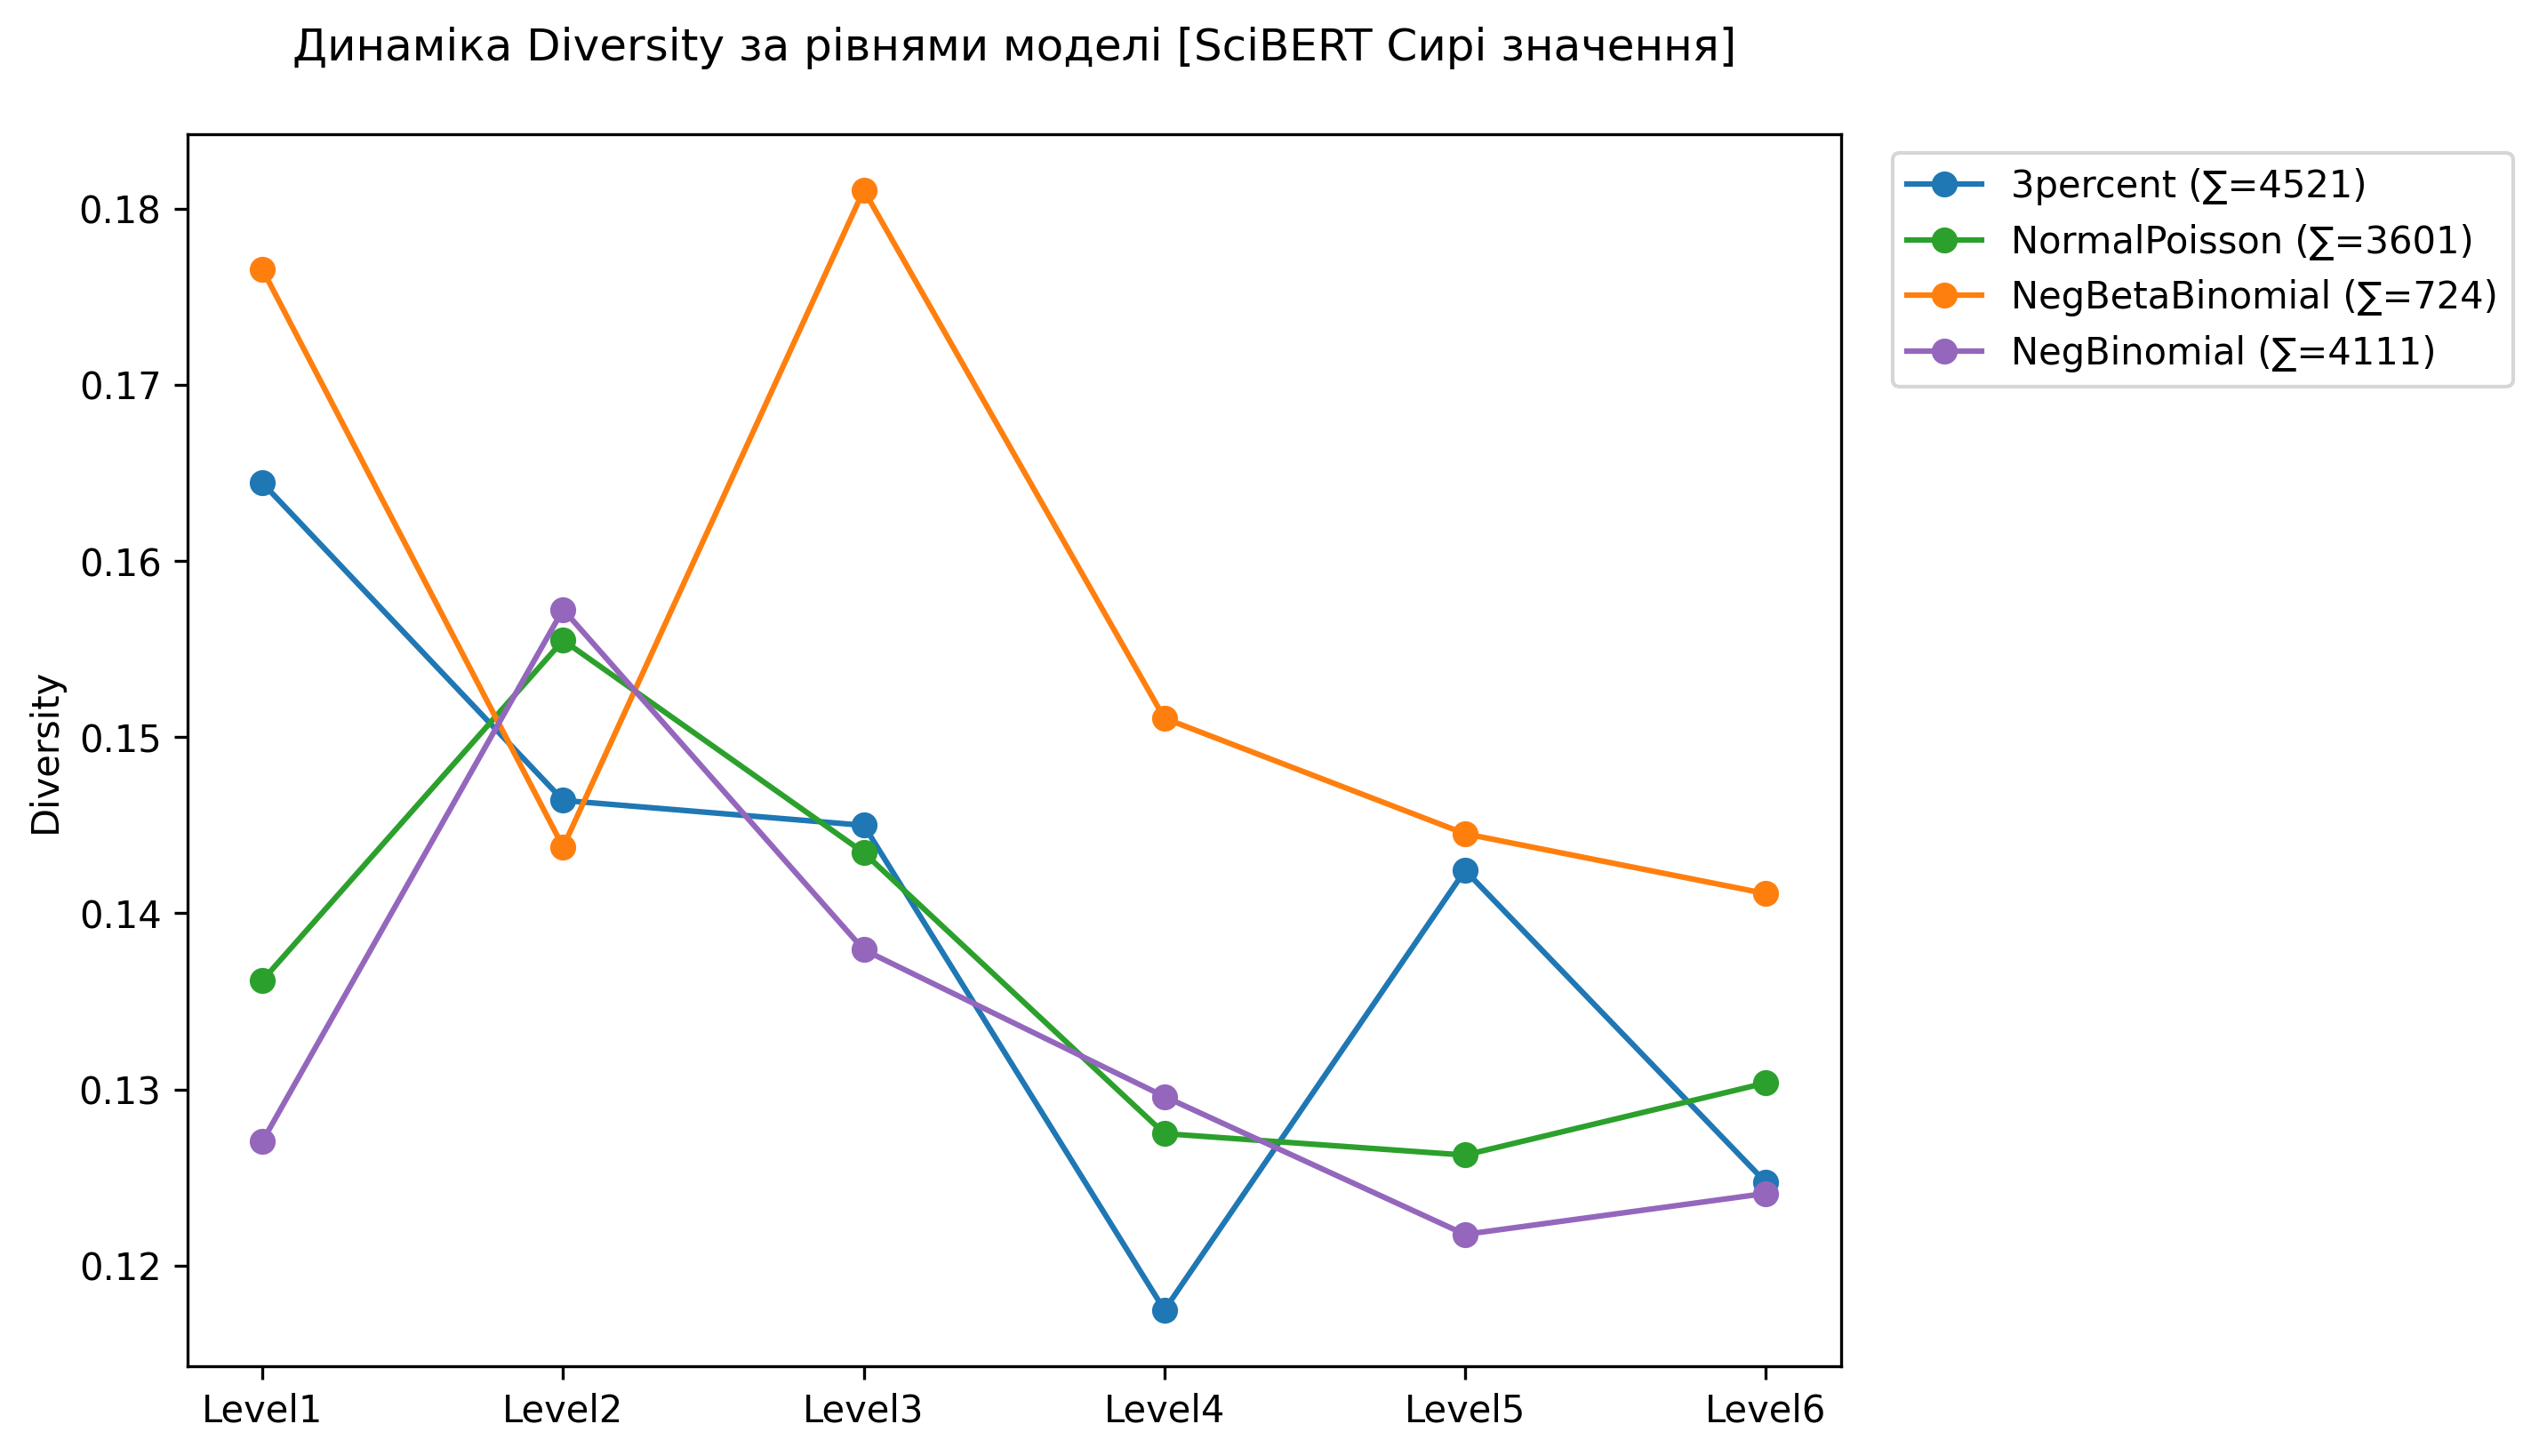 Динаміка Diversity за рівнями моделі [SciBERT Сирі значення]
3percent (∑=4521)
NormalPoisson (∑=3601)
NegBetaBinomial (∑=724)
NegBinomial (∑=4111)
Diversity
0.18
0.17
0.16
0.15
0.14
0.13
0.12
Level1 Level2 Level3 Level4 Level5 Level6